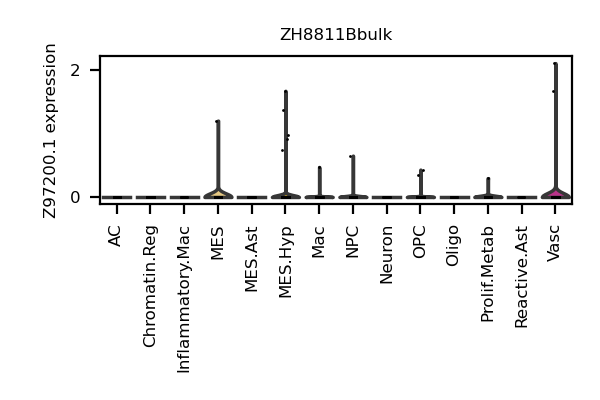 ZH8811Bbulk
Z97200.1 expression
2
0
AC
Chromatin.Reg
Inflammatory.Mac
MES
MES.Ast
MES.Hyp
Mac
NPC
Neuron
OPC
Oligo
Prolif.Metab
Reactive.Ast
Vasc